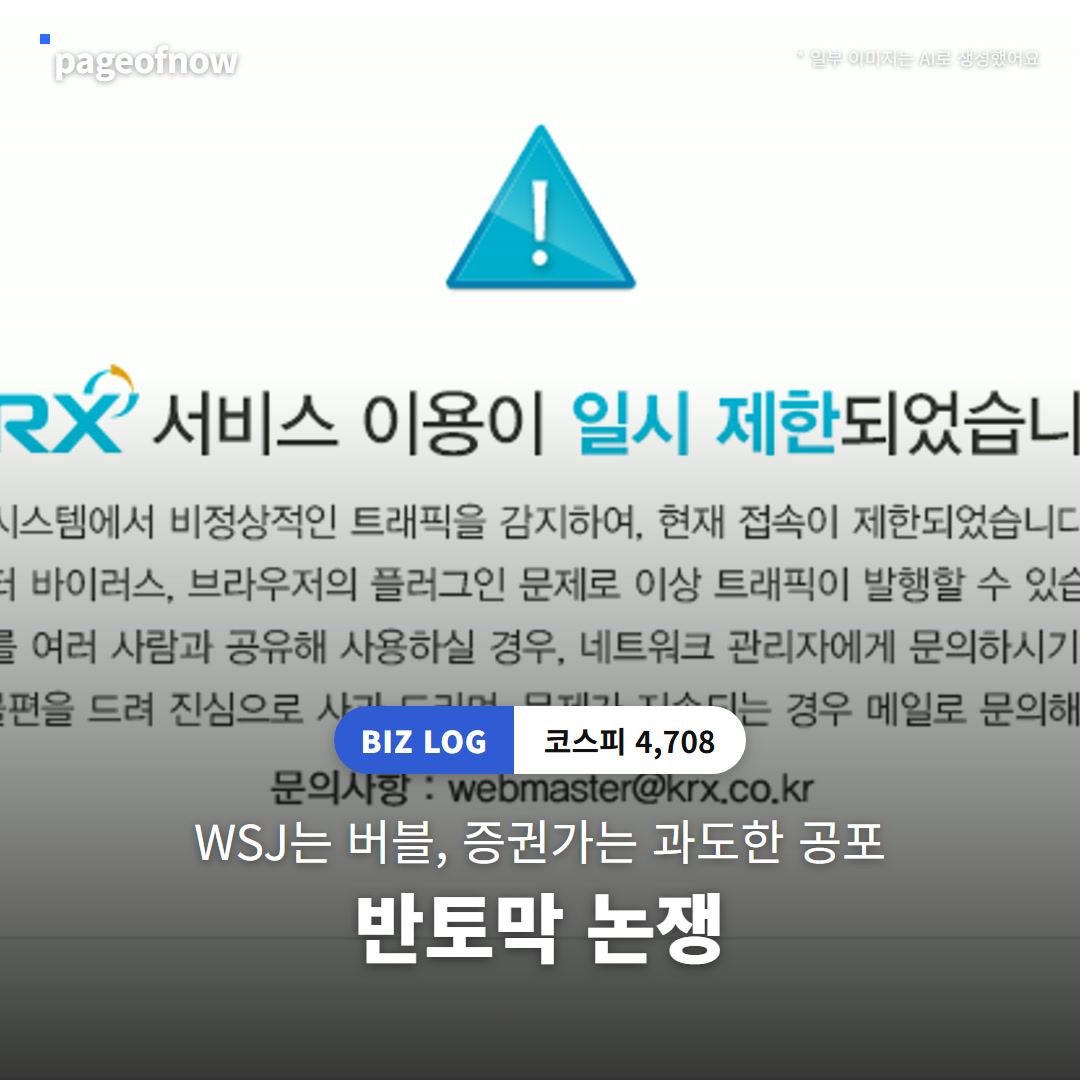 pageofnow
* 일부 이미지는 AI로 생성했어요
!
RX 서비스 이용이 일시 제한되었습니
시스템에서 비정상적인 트래픽을 감지하여, 현재 접속이 제한되었습니다
터 바이러스, 브라우저의 플러그인 문제로 이상 트래픽이 발행할 수 있습
를 여러 사람과 공유해 사용하실 경우, 네트워크 관리자에게 문의하시기
불편을 드려 진심으로 사과 드리며, 문제가 지속되는 경우 메일로 문의해
BIZ LOG 코스피 4,708
문의사항 : webmaster@krx.co.kr
WSJ는 버블, 증권가는 과도한 공포
반토막 논쟁